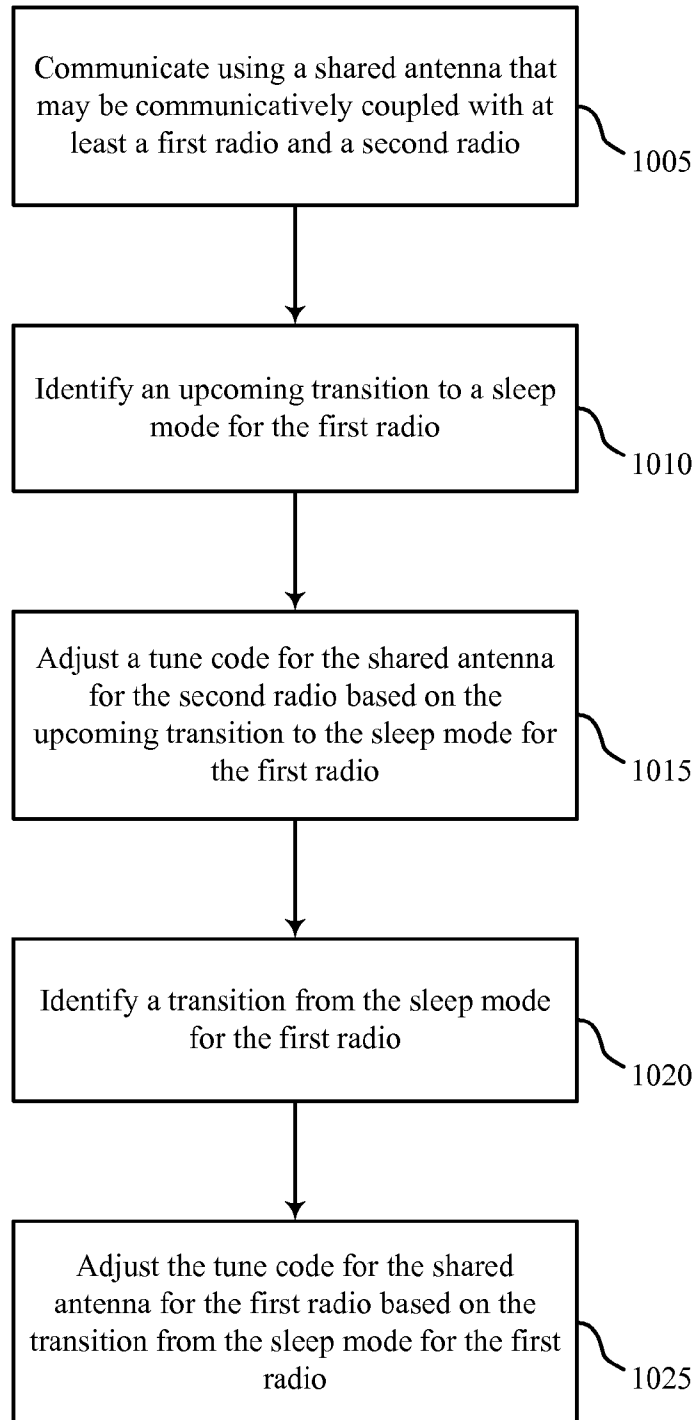 Communicate using a shared antenna that
may be communicatively coupled with at
least a first radio and a second radio
1005
Identify an upcoming transition to a sleep
mode for the first radio
1010
Adjust a tune code for the shared antenna
for the second radio based on the
upcoming transition to the sleep mode for
the first radio
1015
Identify a transition from the sleep mode
for the first radio
1020
Adjust the tune code for the shared
antenna for the first radio based on the
transition from the sleep mode for the first
radio
1025